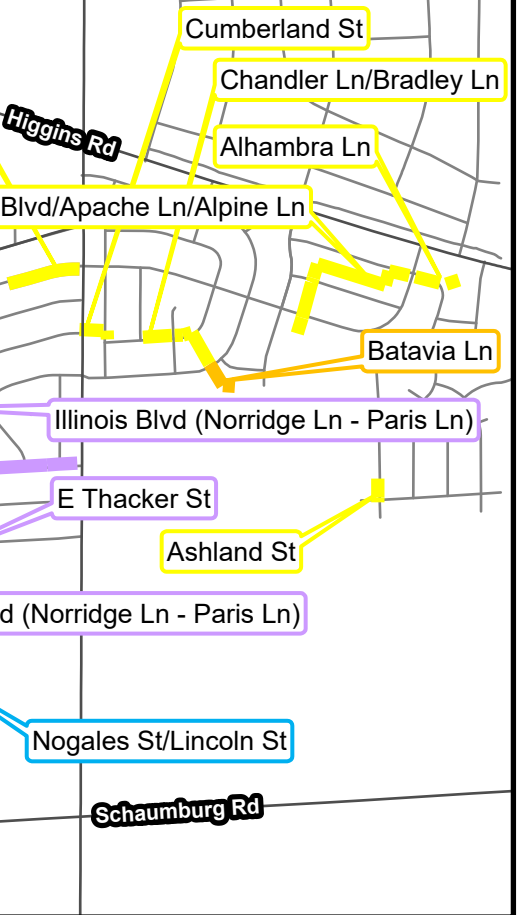 Cumberland St
Chandler Ln/Bradley Ln
Higgins Rd
Alhambra Ln
Blvd/Apache Ln/Alpine Ln
Batavia Ln
Illinois Blvd (Norridge Ln - Paris Ln)
E Thacker St
Ashland St
d (Norridge Ln - Paris Ln)
Nogales St/Lincoln St
Schaumburg Rd